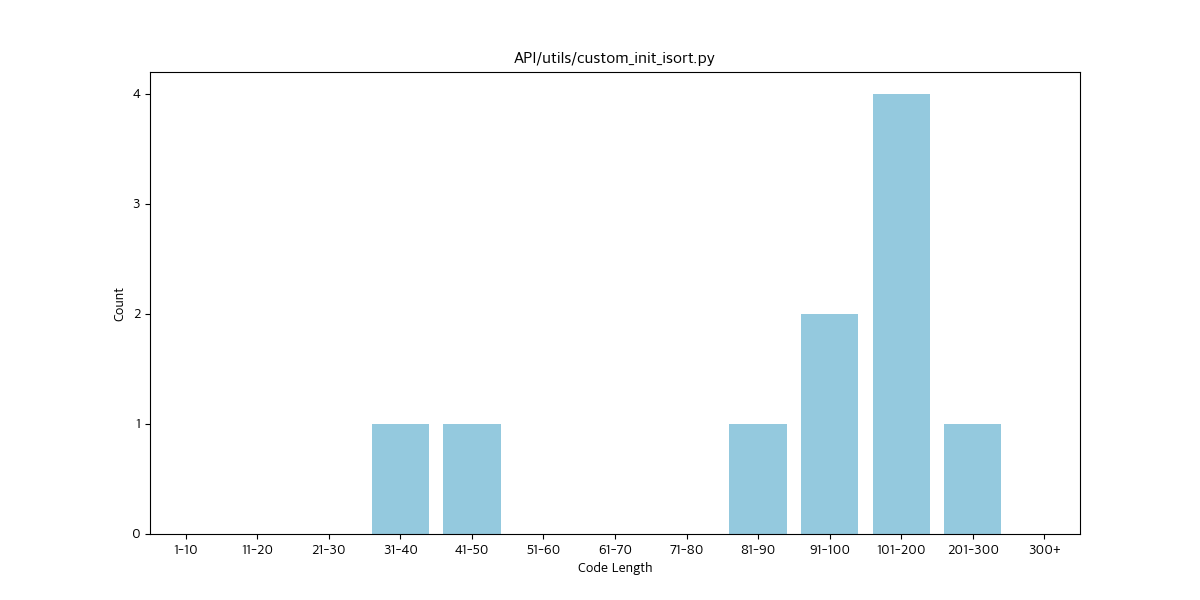 API/utils/custom_init_isort.py
4
3
2
1
0
Count
1-10 11-20 21-30 31-40 41-50 51-60 61-70 71-80 81-90 91-100 101-200 201-300 300+
Code Length